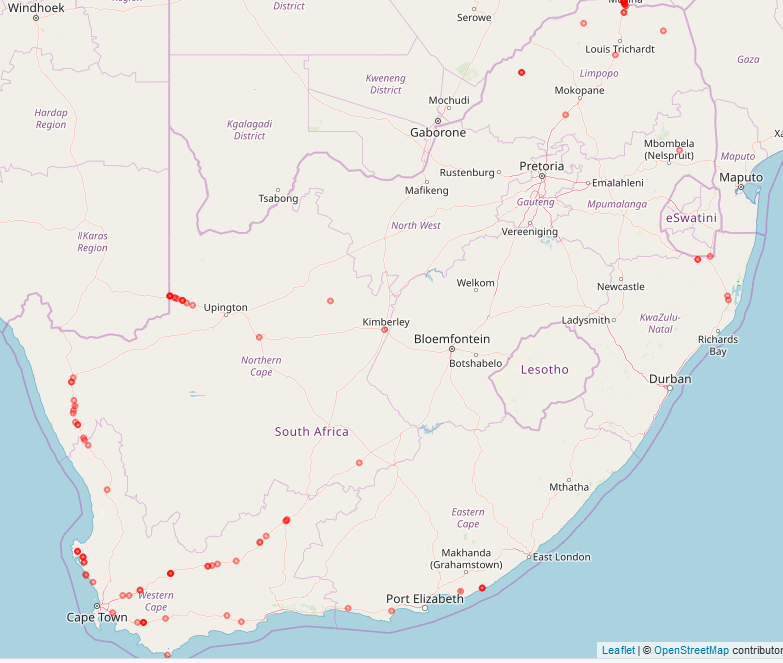 Windhoek
District
Serowe
Louis Trichardt
Limpopo
Gaza
Hardap
Region
Kweneng
District
Mochudi
Mokopane
Kgalagadi
District
Gaborone
Mbombela
(Nelspruit)
Maputo
Pretoria
Rustenburg
Emalahleni
Maputo
Mafikeng
Tsabong
Gauteng
Mpumalanga
eSwatini
North West
Vereeniging
ǁKaras
Region
Welkom
Newcastle
Upington
Kimberley
Ladysmith
KwaZulu-
Natal
Bloemfontein
Richards
Bay
Botshabelo
Northern
Cape
Lesotho
Durban
South Africa
Mthatha
Eastern
Cape
Makhanda
(Grahamstown)
East London
Western
Cape
Port Elizabeth
Cape Town
Leaflet | © OpenStreetMap contributor